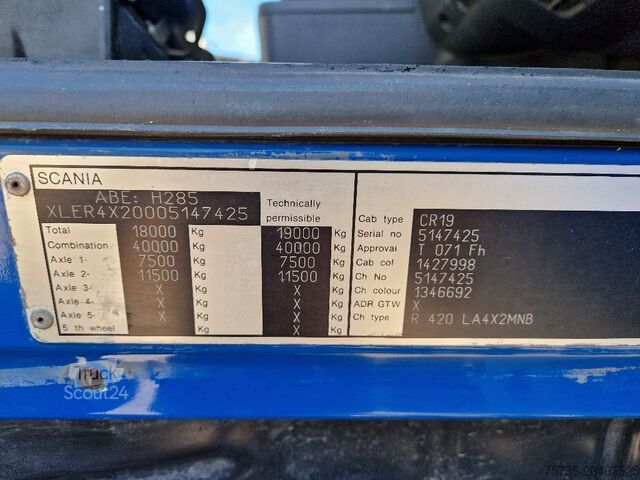 SCANIA
ABE: H285
XLER4X20005147425
Technically
permissible
Total 18000 Kg 19000 Kg
Combination 40000 Kg 40000 Kg
Axle 1- 7500 Kg 7500 Kg
Axle 2- 11500 Kg 11500 Kg
Axle 3- X Kg X Kg
Axle 4- X Kg X Kg
Axle 5- X Kg X Kg
5 th wheel X Kg X Kg
Cab type CR19
Serial no 5147425
Approval T 071 Fh
Cab col 1427998
Ch No 5147425
Ch colour 1346692
ADR GTW X
Ch type R 420 LA4X2MNB
Truck
Scout24